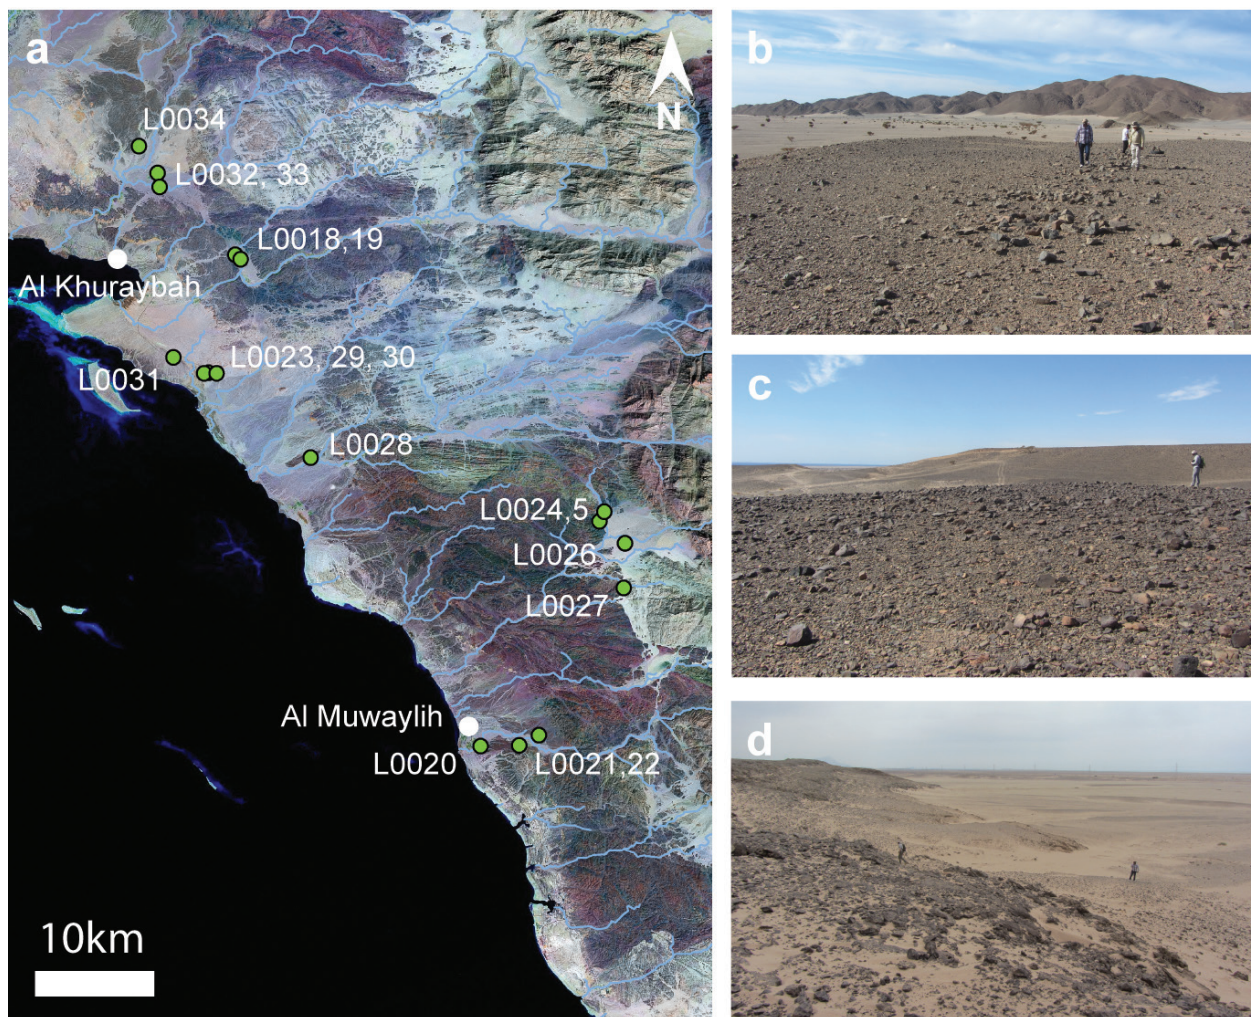 a
N
L0034
L0032, 33
L0018,19
Al Khuraybah
L0023, 29, 30
L0031
L0028
L0024,5
L0026
L0027
Al Muwaylih
L0020
L0021,22
10km
b
c
d